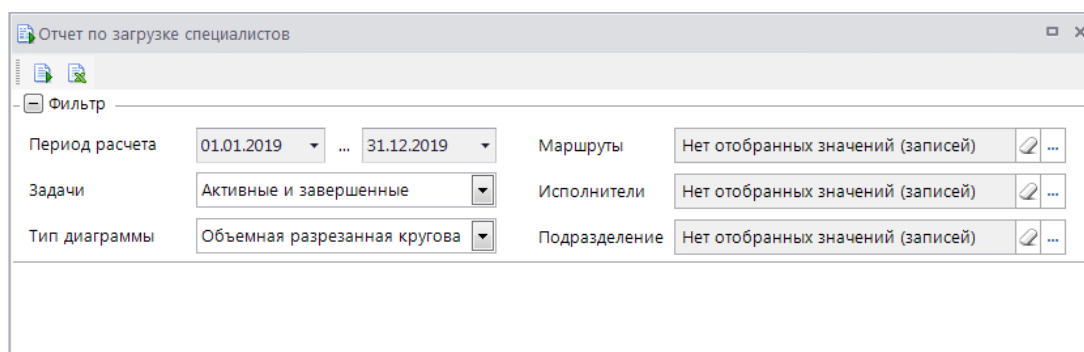 Отчет по загрузке специалистов
Фильтр
Период расчета 01.01.2019 ... 31.12.2019 Маршруты Нет отобранных значений (записей) ...
Задачи Активные и завершенные Исполнители Нет отобранных значений (записей) ...
Тип диаграммы Объемная разрезанная кругова Подразделение Нет отобранных значений (записей) ...